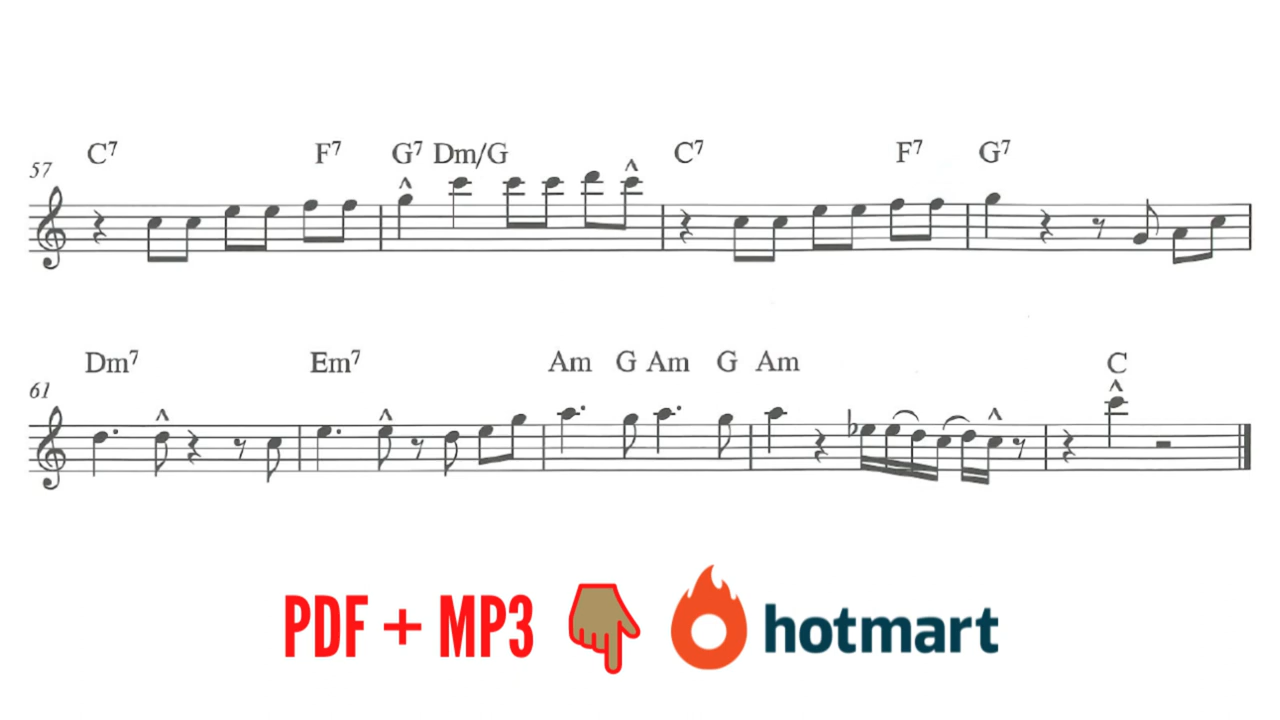 C7 F7 G7 Dm/G C7 F7 G7
57
Dm7 Em7 Am G Am G Am C
61
PDF + MP3 hotmart